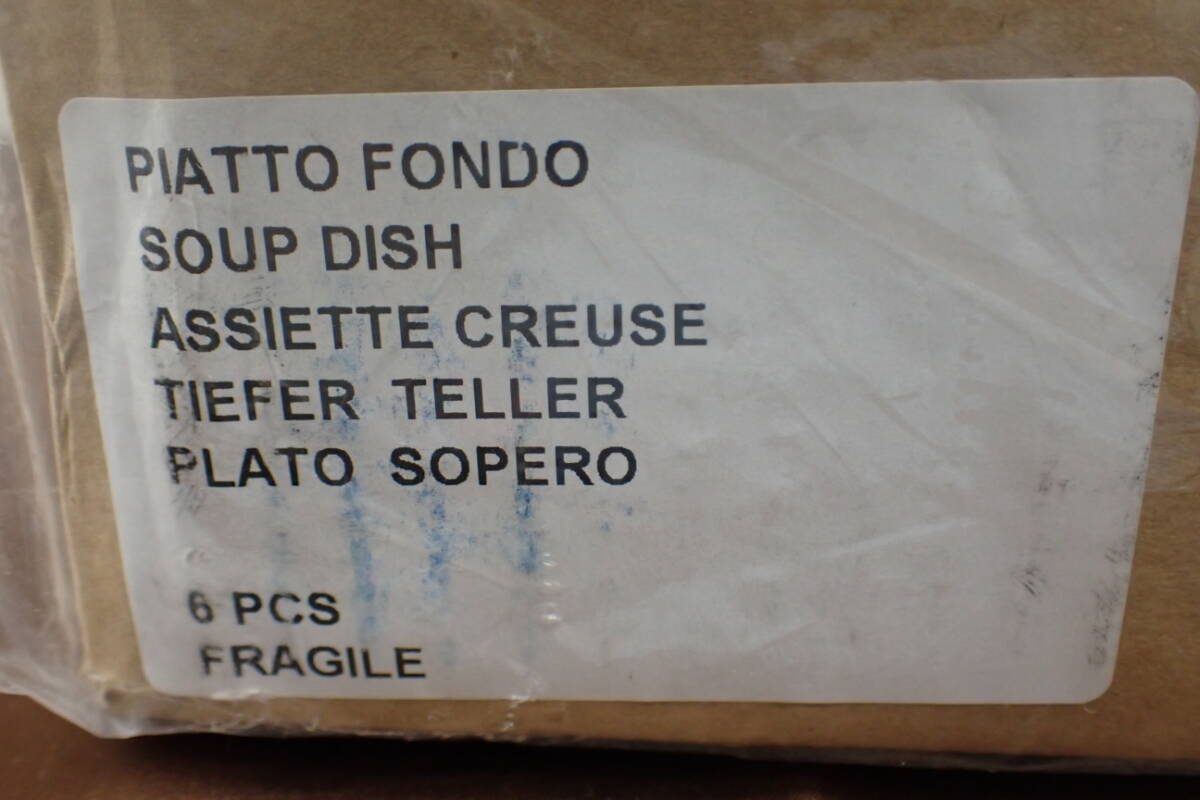 PIATTO FONDO
SOUP DISH
ASSIETTE CREUSE
TIEFER TELLER
PLATO SOPERO
6 PCS
FRAGILE